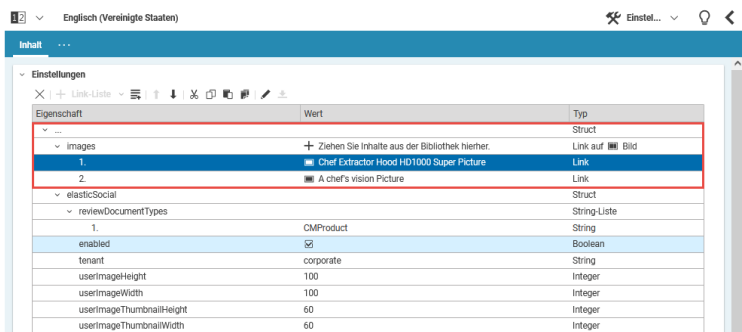 12 Englisch (Vereinigte Staaten) Einstel...
Inhalt ...
Einstellungen
Link-Liste
Eigenschaft Wert Typ
... Struct
images Ziehen Sie Inhalte aus der Bibliothek hierher. Link auf Bild
1. Chef Extractor Hood HD1000 Super Picture Link
2. A chef's vision Picture Link
elasticSocial Struct
reviewDocumentTypes String-Liste
1. CMProduct String
enabled Boolean
tenant corporate String
userImageHeight 100 Integer
userImageWidth 100 Integer
userImageThumbnailHeight 60 Integer
userImageThumbnailWidth 60 Integer